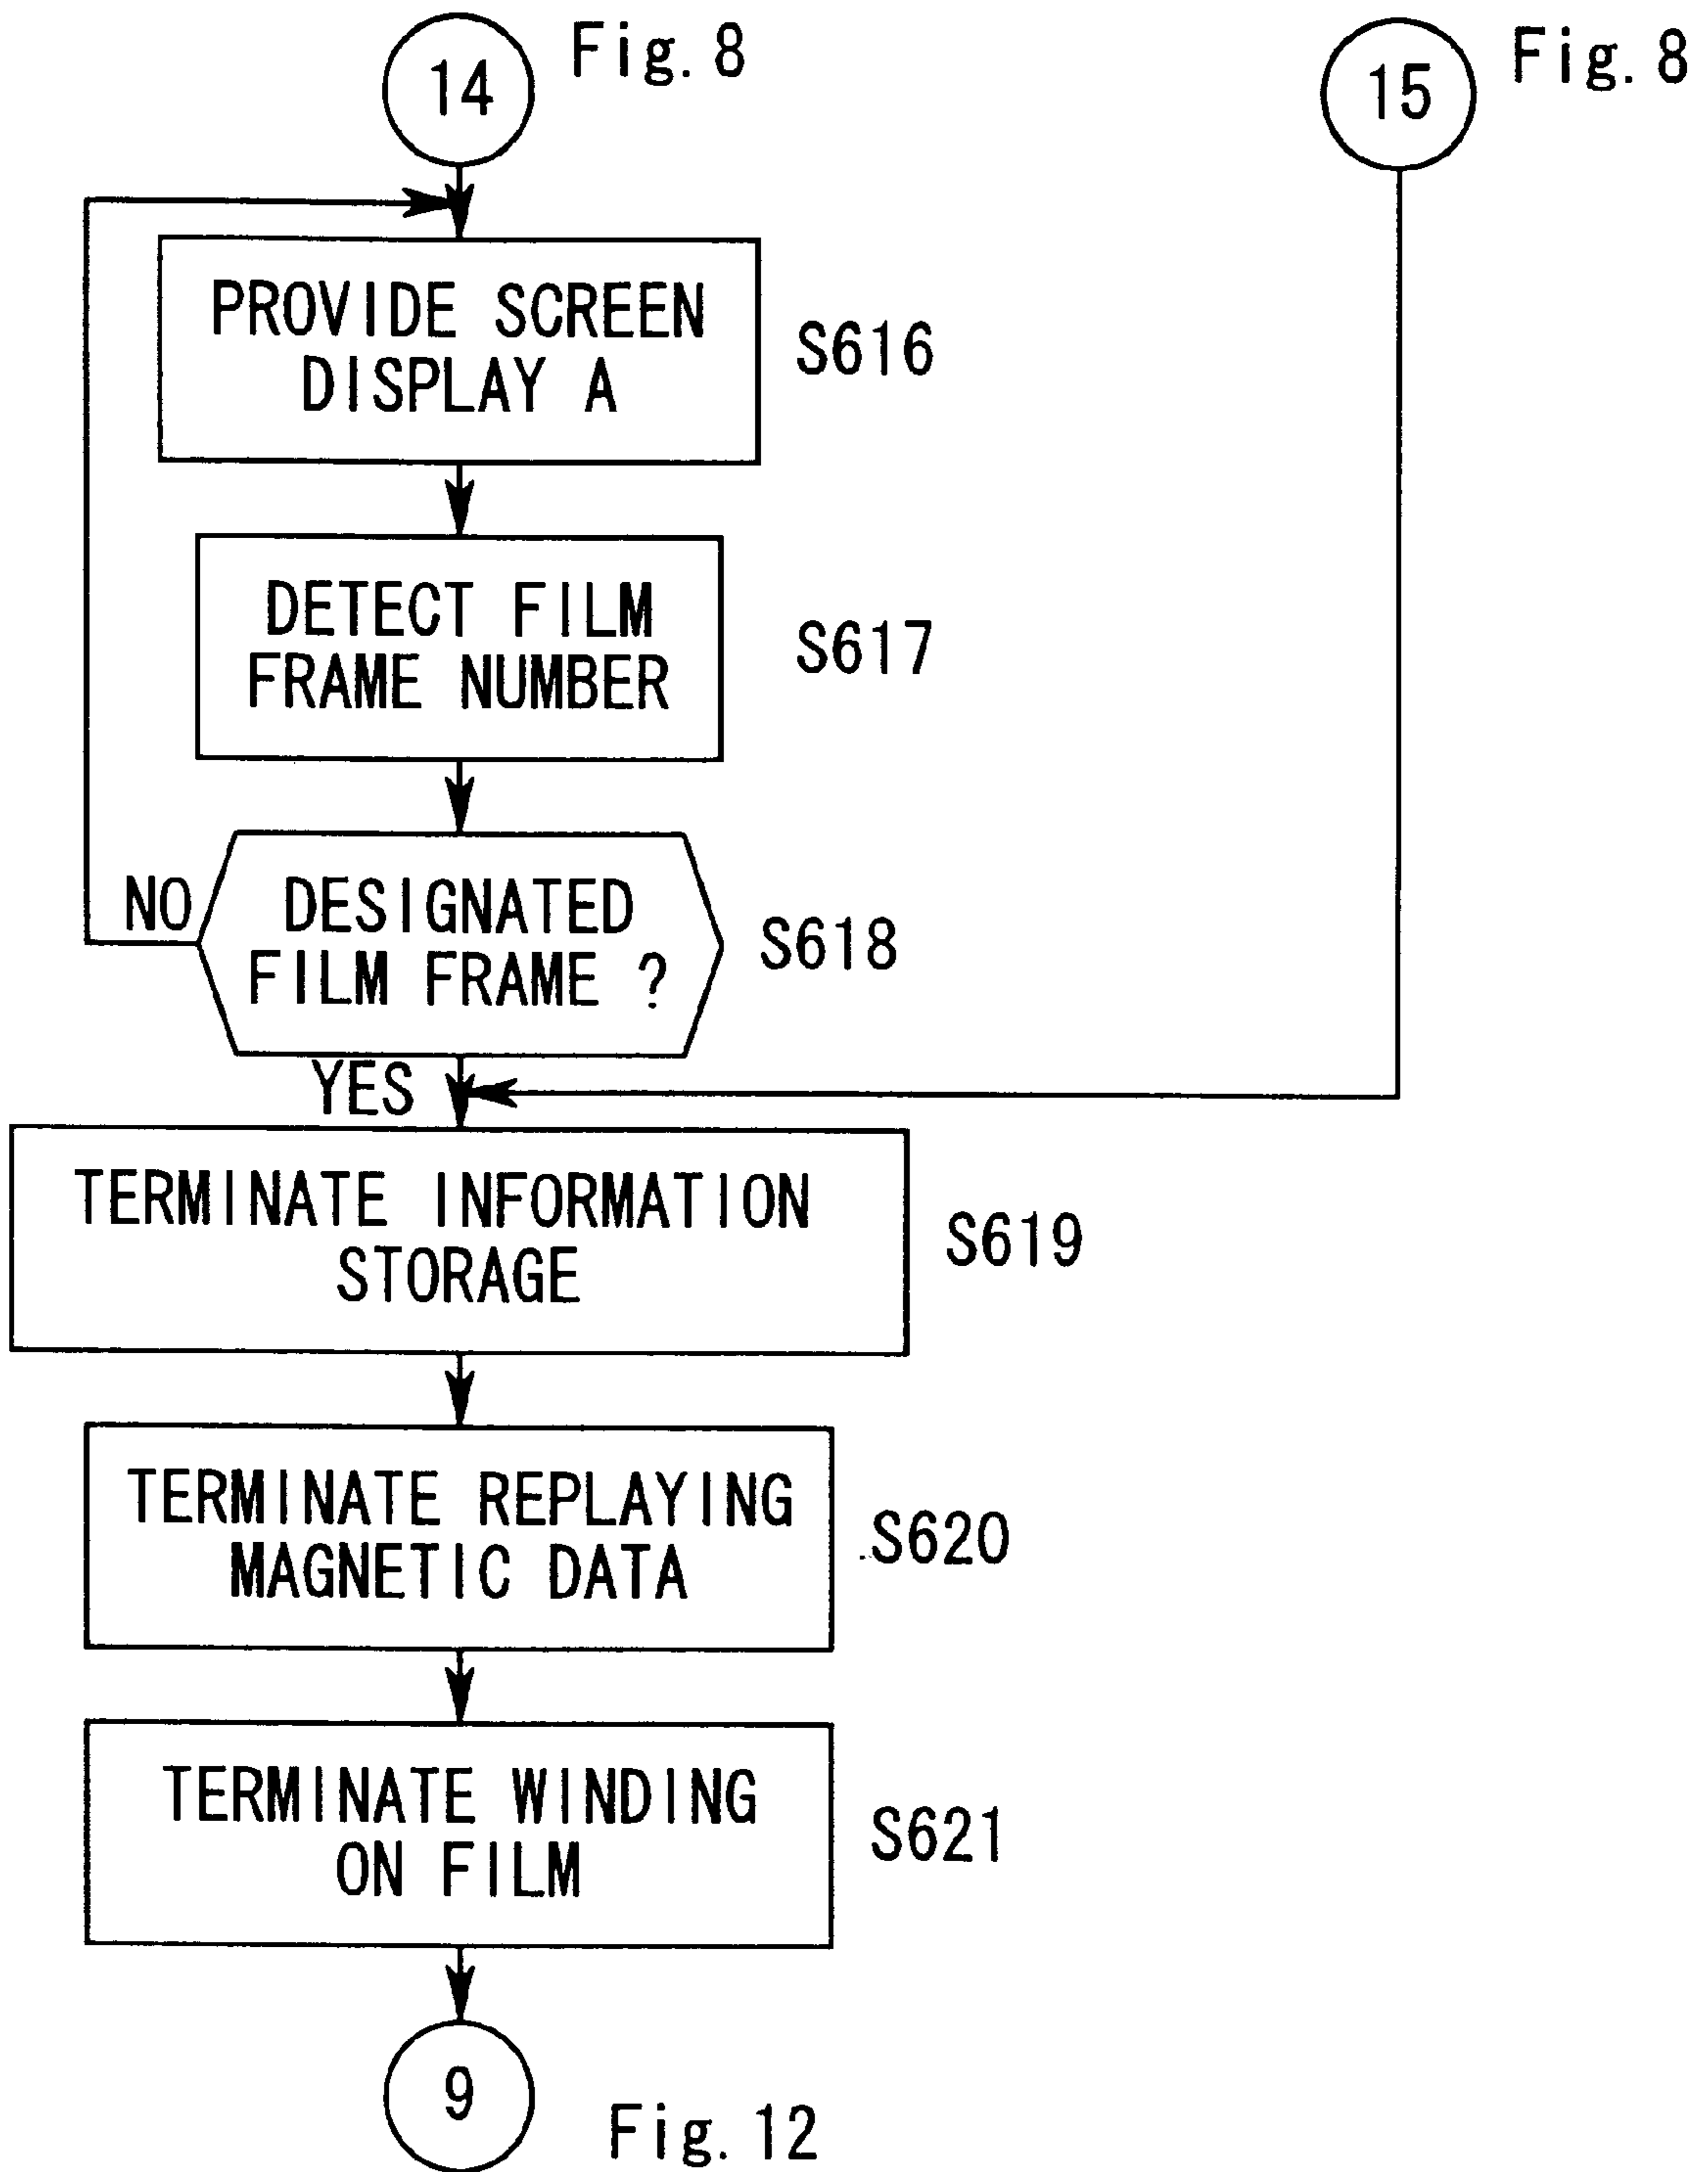 14
Fig. 8
15
Fig. 8
PROVIDE SCREEN
DISPLAY A
S616
DETECT FILM
FRAME NUMBER
S617
NO
DESIGNATED
FILM FRAME ?
S618
YES
TERMINATE INFORMATION
STORAGE
S619
TERMINATE REPLAYING
MAGNETIC DATA
S620
TERMINATE WINDING
ON FILM
S621
9
Fig. 12